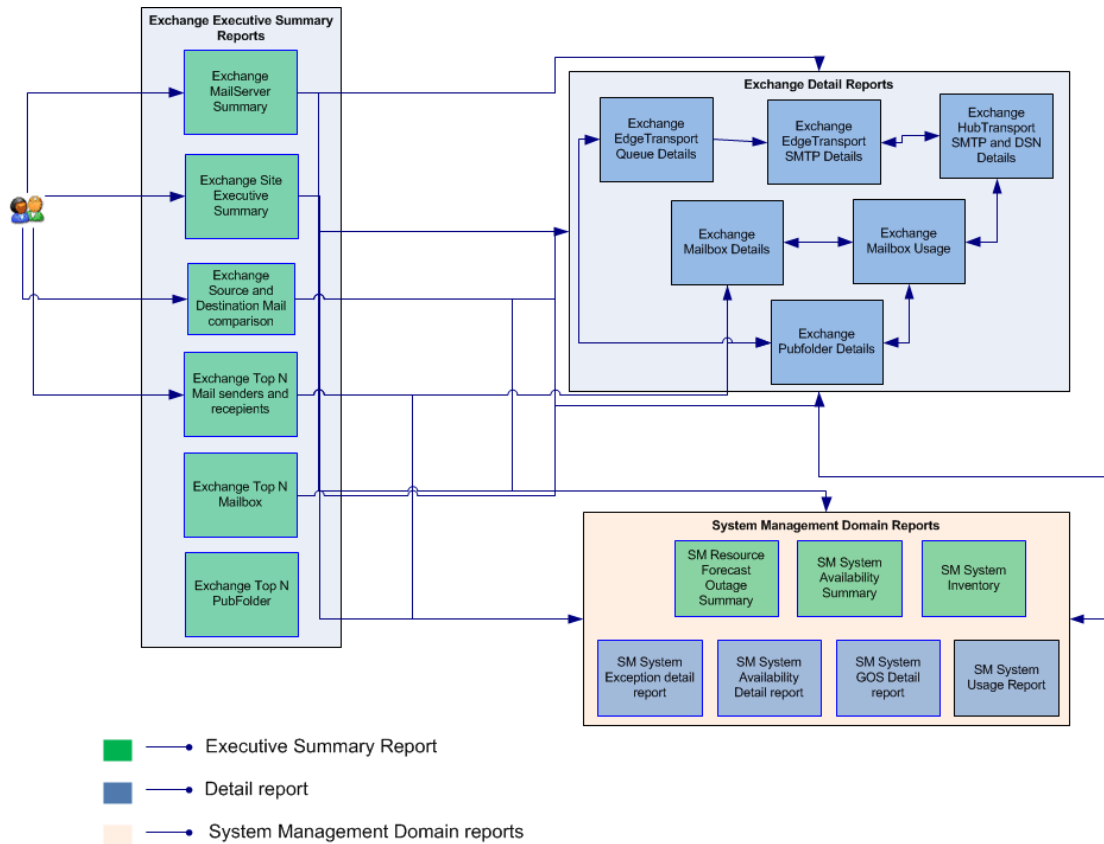 Exchange Executive Summary
Reports
Exchange
MailServer
Summary
Exchange Site
Executive
Summary
Exchange
Source and
Destination Mail
comparison
Exchange Top N
Mail senders and
recepients
Exchange Top N
Mailbox
Exchange Top N
PubFolder
Exchange Detail Reports
Exchange
EdgeTransport
Queue Details
Exchange
EdgeTransport
SMTP Details
Exchange
HubTransport
SMTP and DSN
Details
Exchange
Mailbox Details
Exchange
Mailbox Usage
Exchange
Pubfolder Details
System Management Domain Reports
SM Resource
Forecast
Outage
Summary
SM System
Availability
Summary
SM System
Inventory
SM System
Exception detail
report
SM System
Availability
Detail report
SM System
GOS Detail
report
SM System
Usage Report
Executive Summary Report
Detail report
System Management Domain reports